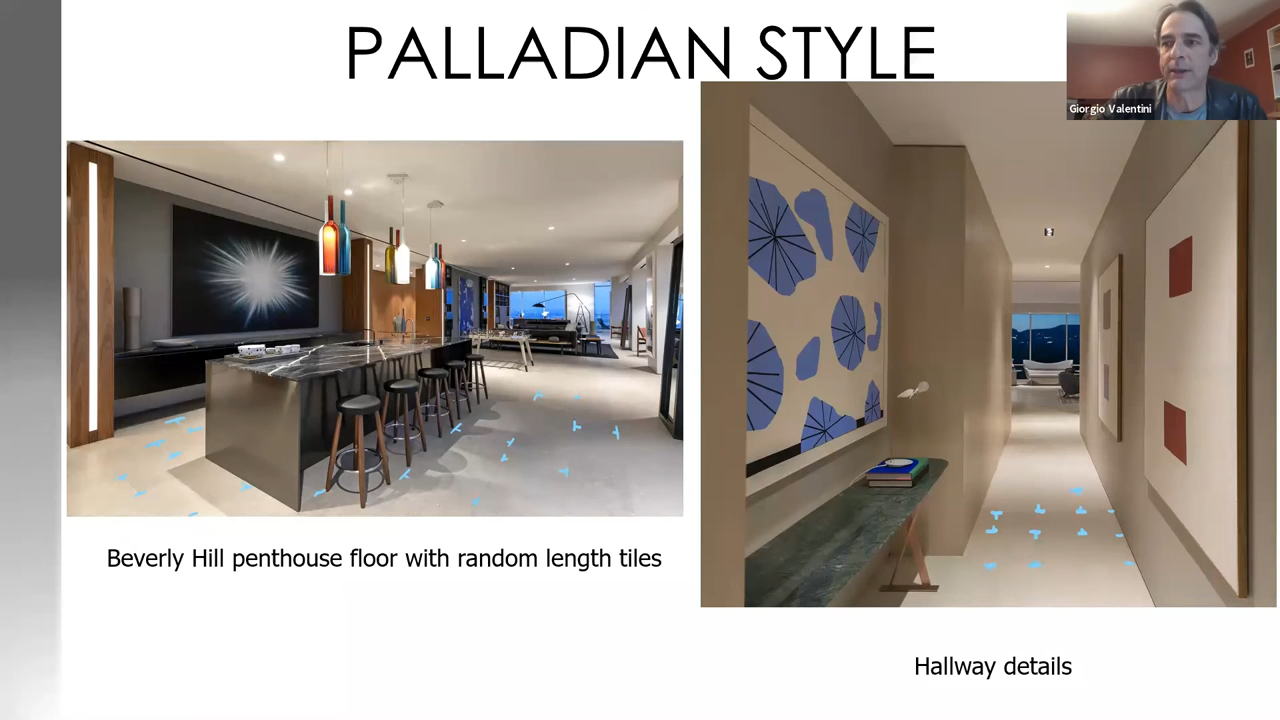 PALLADIAN STYLE
Giorgio Valentini
Beverly Hill penthouse floor with random length tiles
Hallway details